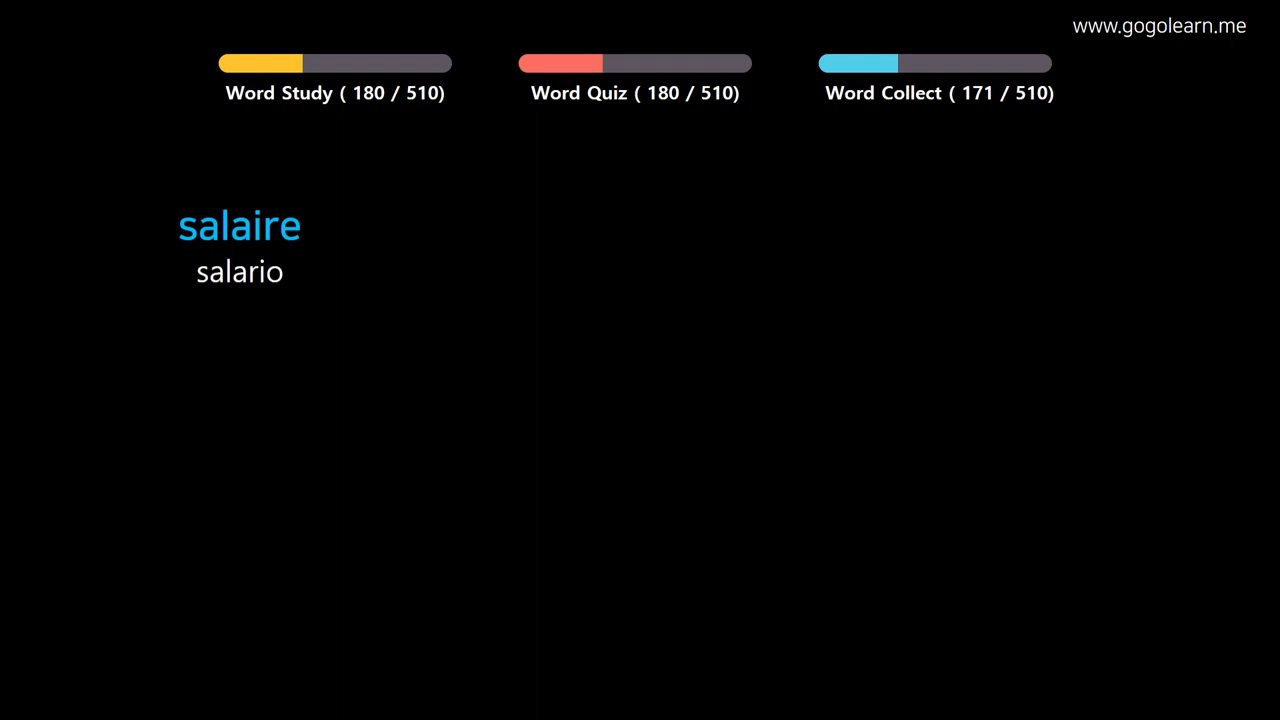 www.gogolearn.me
Word Study ( 180 / 510)
Word Quiz ( 180 / 510)
Word Collect ( 171 / 510)
salaire
salario